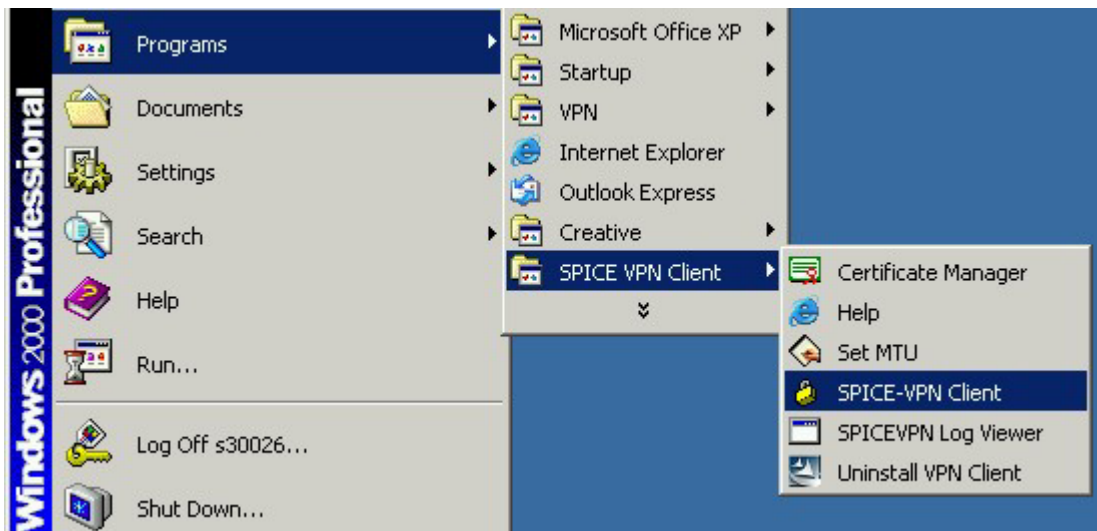 Windows 2000 Professional
Programs
Documents
Settings
Search
Help
Run...
Log Off s30026...
Shut Down...
Microsoft Office XP
Startup
VPN
Internet Explorer
Outlook Express
Creative
SPICE VPN Client
Certificate Manager
Help
Set MTU
SPICE-VPN Client
SPICEVPN Log Viewer
Uninstall VPN Client